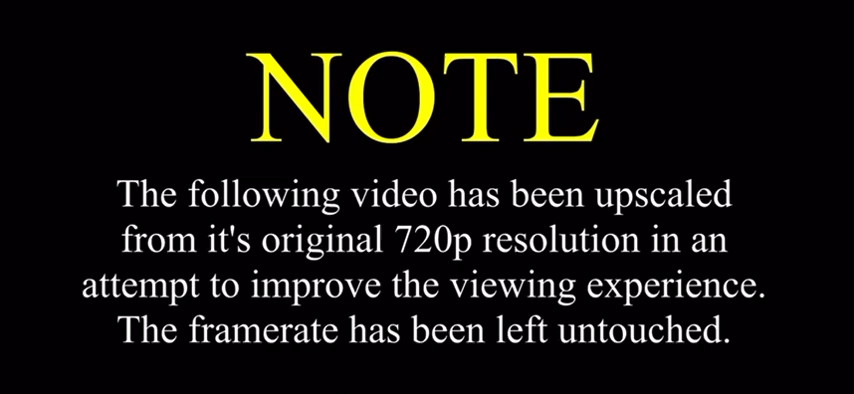 NOTE
The following video has been upscaled
from it's original 720p resolution in an
attempt to improve the viewing experience.
The framerate has been left untouched.